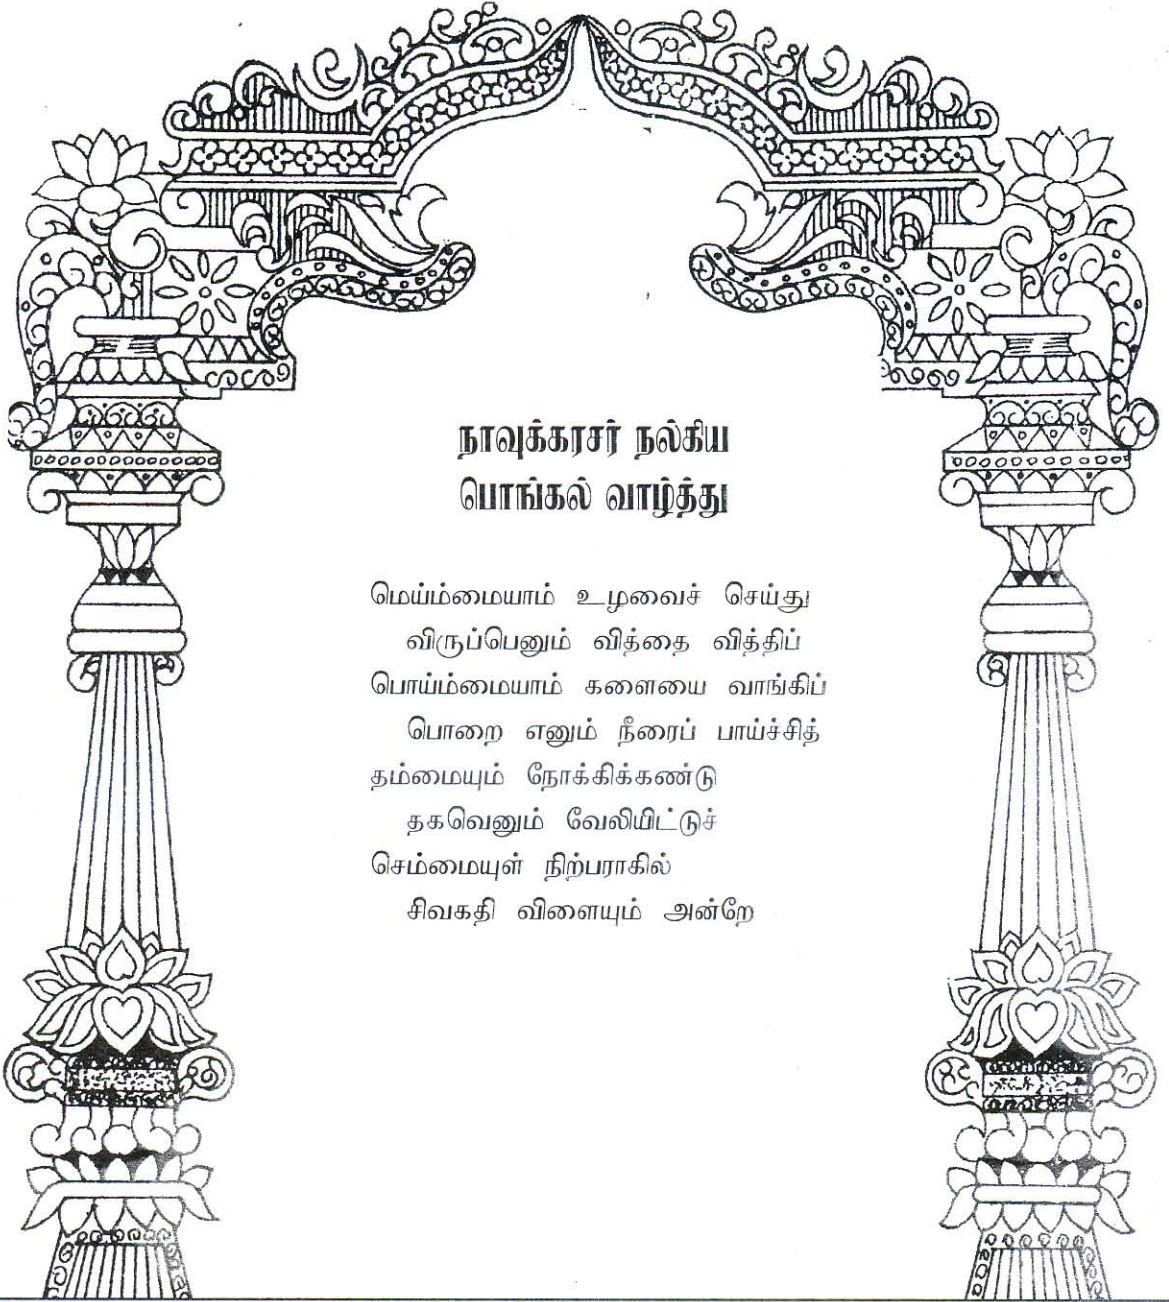 நாவுக்கரசர் நல்கிய
பொங்கல் வாழ்த்து
மெய்ம்மையாம் உழவைச் செய்து
விருப்பெனும் வித்தை வித்திப்
பொய்ம்மையாம் களையை வாங்கிப்
பொறை எனும் நீரைப் பாய்ச்சித்
தம்மையும் நோக்கிக்கண்டு
தகவெனும் வேலியிட்டுச்
செம்மையுள் நிற்பராகில்
சிவகதி விளையும் அன்றே